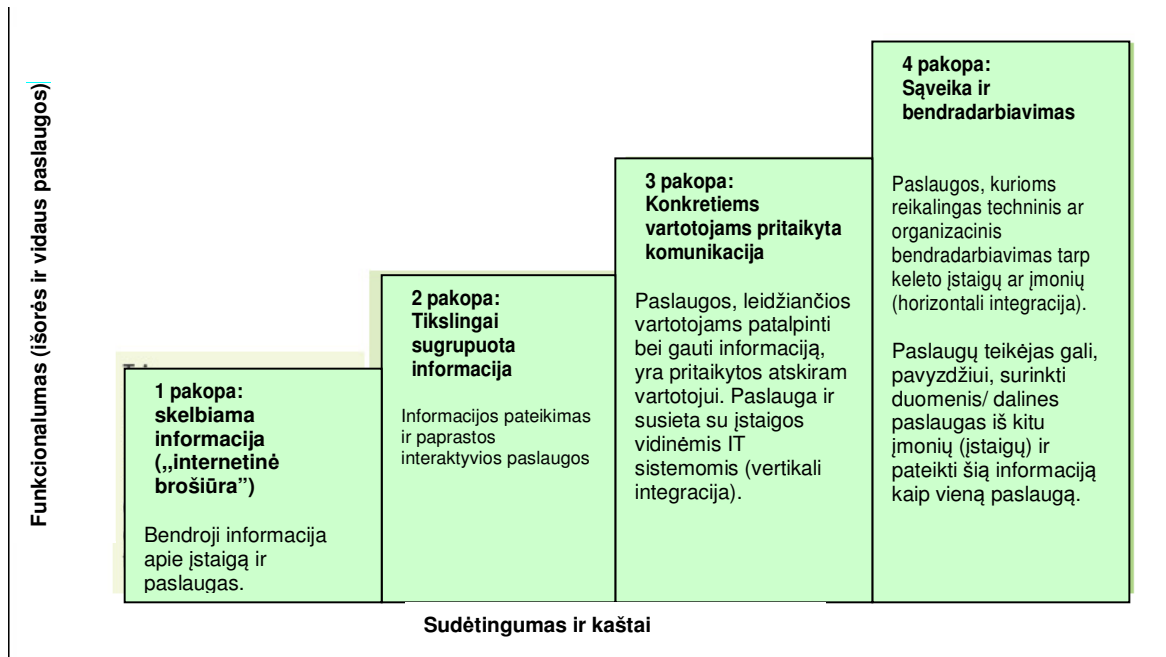 Funkcionalumas (išorės ir vidaus paslaugos)
1 pakopa:
skelbiama
informacija
(,,internetinė
brošiūra”)
Bendroji informacija
apie įstaigą ir
paslaugas.
2 pakopa:
Tikslingai
sugrupuota
informacija
Informacijos pateikimas
ir paprastos
interaktyvios paslaugos
3 pakopa:
Konkretiems
vartotojams pritaikyta
komunikacija
Paslaugos, leidžiančios
vartotojams patalpinti
bei gauti informaciją,
yra pritaikytos atskiram
vartotojui. Paslauga ir
susieta su įstaigos
vidinėmis IT
sistemomis (vertikali
integracija).
4 pakopa:
Sąveika ir
bendradarbiavimas
Paslaugos, kurioms
reikalingas techninis ar
organizacinis
bendradarbiavimas tarp
keleto įstaigų ar įmonių
(horizontali integracija).
Paslaugų teikėjas gali,
pavyzdžiui, surinkti
duomenis/ dalines
paslaugas iš kitu
įmonių (įstaigų) ir
pateikti šią informaciją
kaip vieną paslaugą.
Sudėtingumas ir kaštai